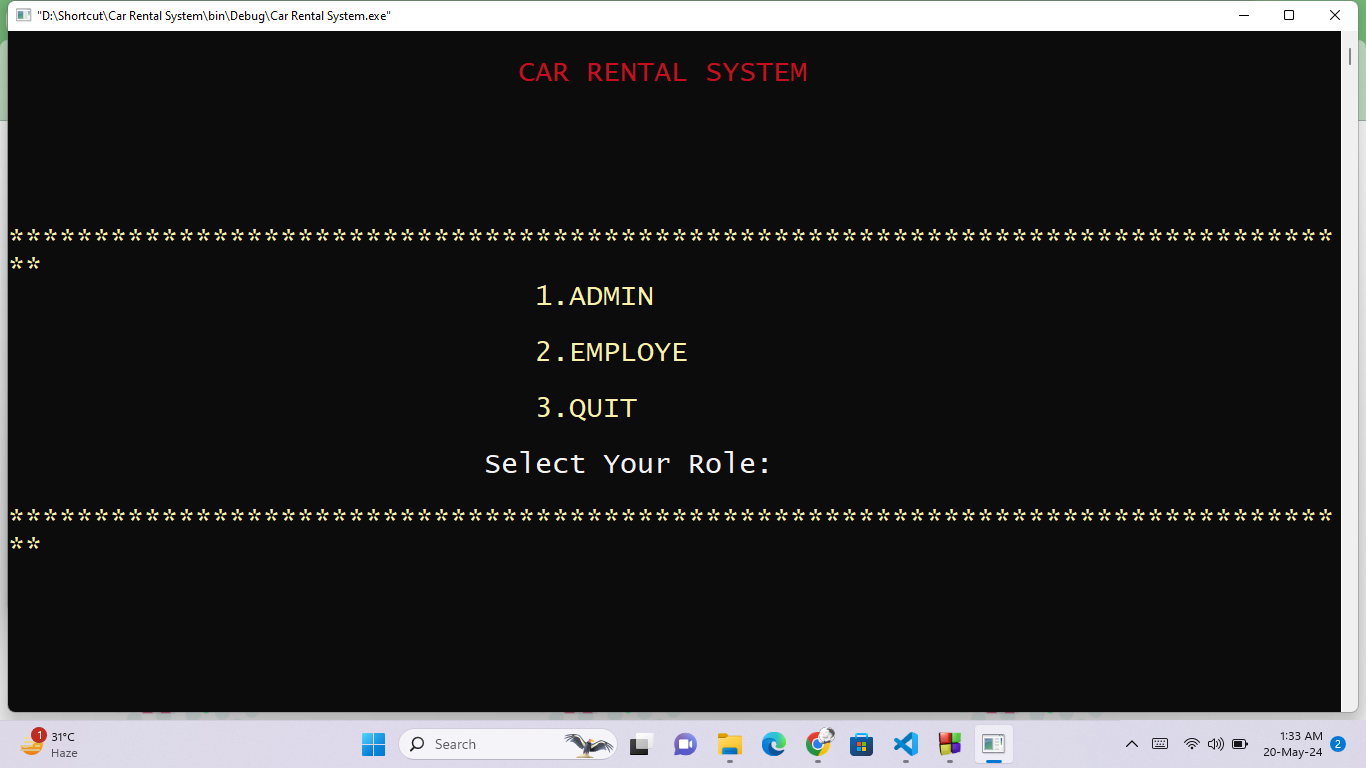 "D:\Shortcut\Car Rental System\bin\Debug\Car Rental System.exe"
CAR RENTAL SYSTEM
******************************************************************************
**
1.ADMIN
2.EMPLOYE
3.QUIT
Select Your Role:
******************************************************************************
**
1
31°C
Haze
Search
1:33 AM
20-May-24
2